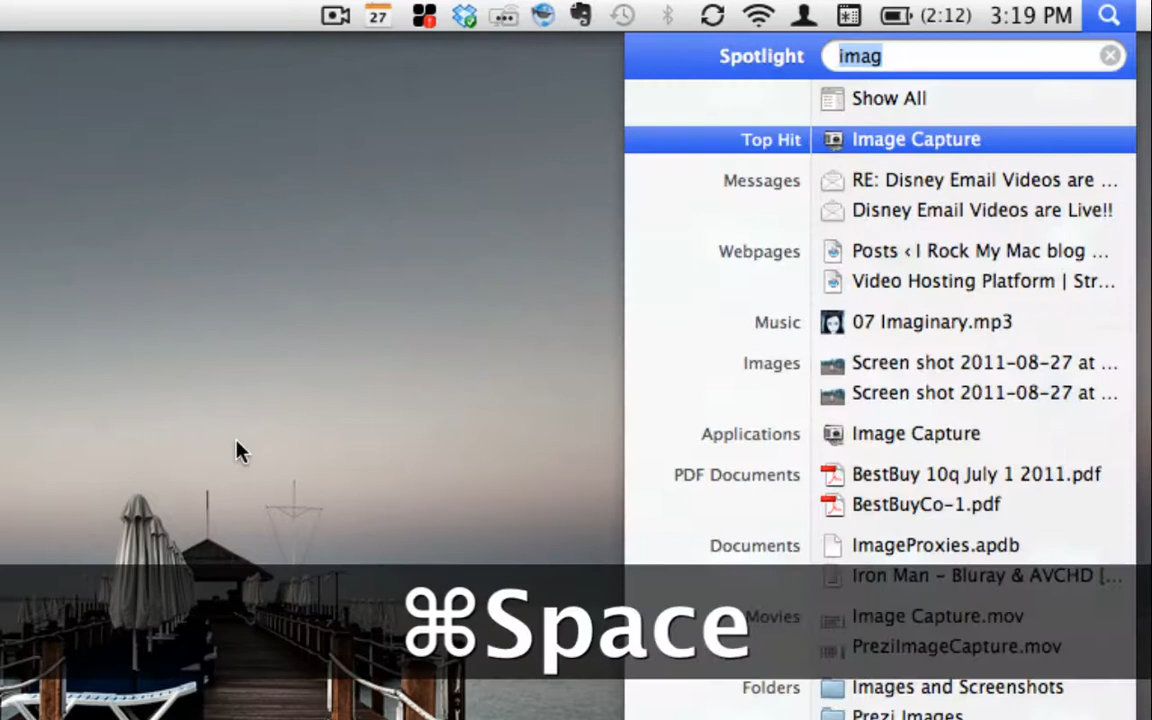 27
(2:12)
3:19 PM
Spotlight
imag
Show All
Top Hit
Image Capture
Messages
RE: Disney Email Videos are ...
Disney Email Videos are Live!!
Webpages
Posts ‹ I Rock My Mac blog ...
Video Hosting Platform | Str...
Music
07 Imaginary.mp3
Images
Screen shot 2011-08-27 at ...
Screen shot 2011-08-27 at ...
Applications
Image Capture
PDF Documents
BestBuy 10q July 1 2011.pdf
BestBuyCo-1.pdf
Documents
ImageProxies.apdb
Iron Man - Bluray & AVCHD [...
Movies
Image Capture.mov
PreziImageCapture.mov
⌘Space
Folders
Images and Screenshots
Prezi Images